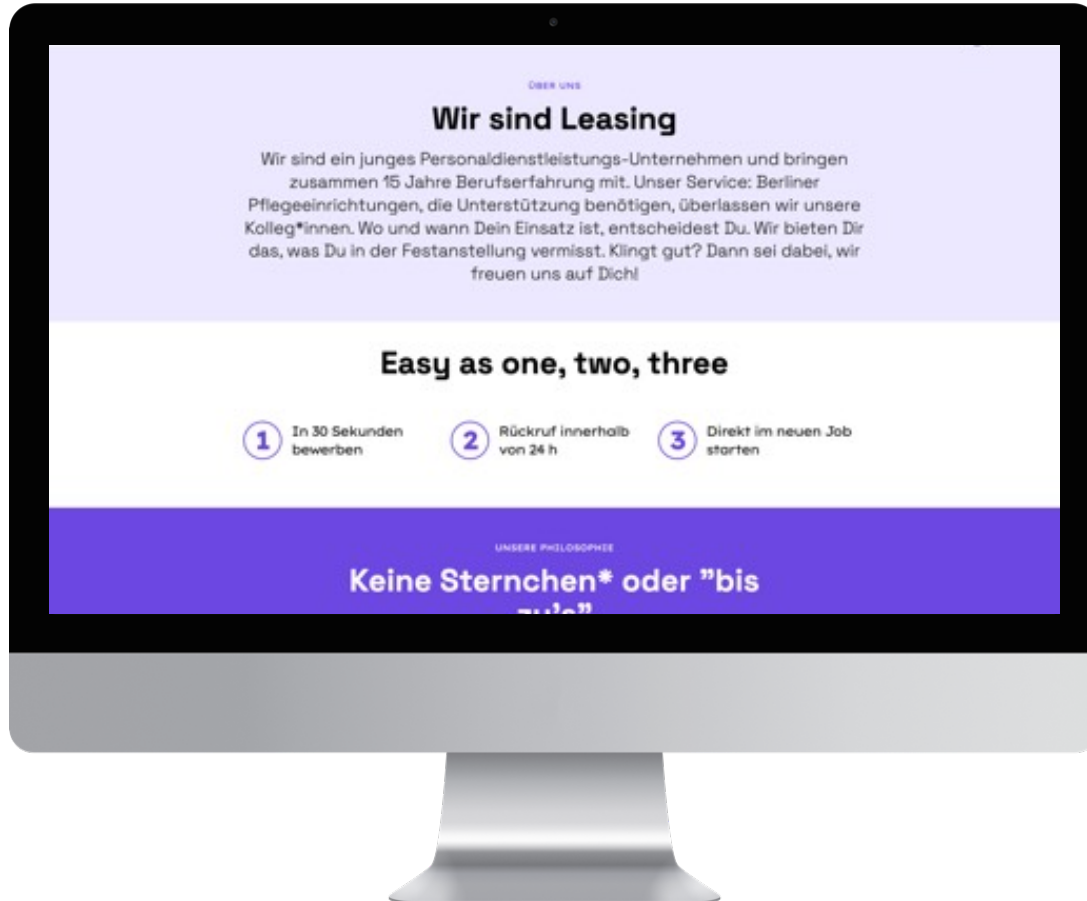 ÜBER UNS
Wir sind Leasing
Wir sind ein junges Personaldienstleistungs-Unternehmen und bringen
zusammen 15 Jahre Berufserfahrung mit. Unser Service: Berliner
Pflegeeinrichtungen, die Unterstützung benötigen, überlassen wir unsere
Kolleg*innen. Wo und wann Dein Einsatz ist, entscheidest Du. Wir bieten Dir
das, was Du in der Festanstellung vermisst. Klingt gut? Dann sei dabei, wir
freuen uns auf Dich!
Easy as one, two, three
1 In 30 Sekunden bewerben
2 Rückruf innerhalb von 24 h
3 Direkt im neuen Job starten
UNSERE PHILOSOPHIE
Keine Sternchen* oder ”bis
zu's”